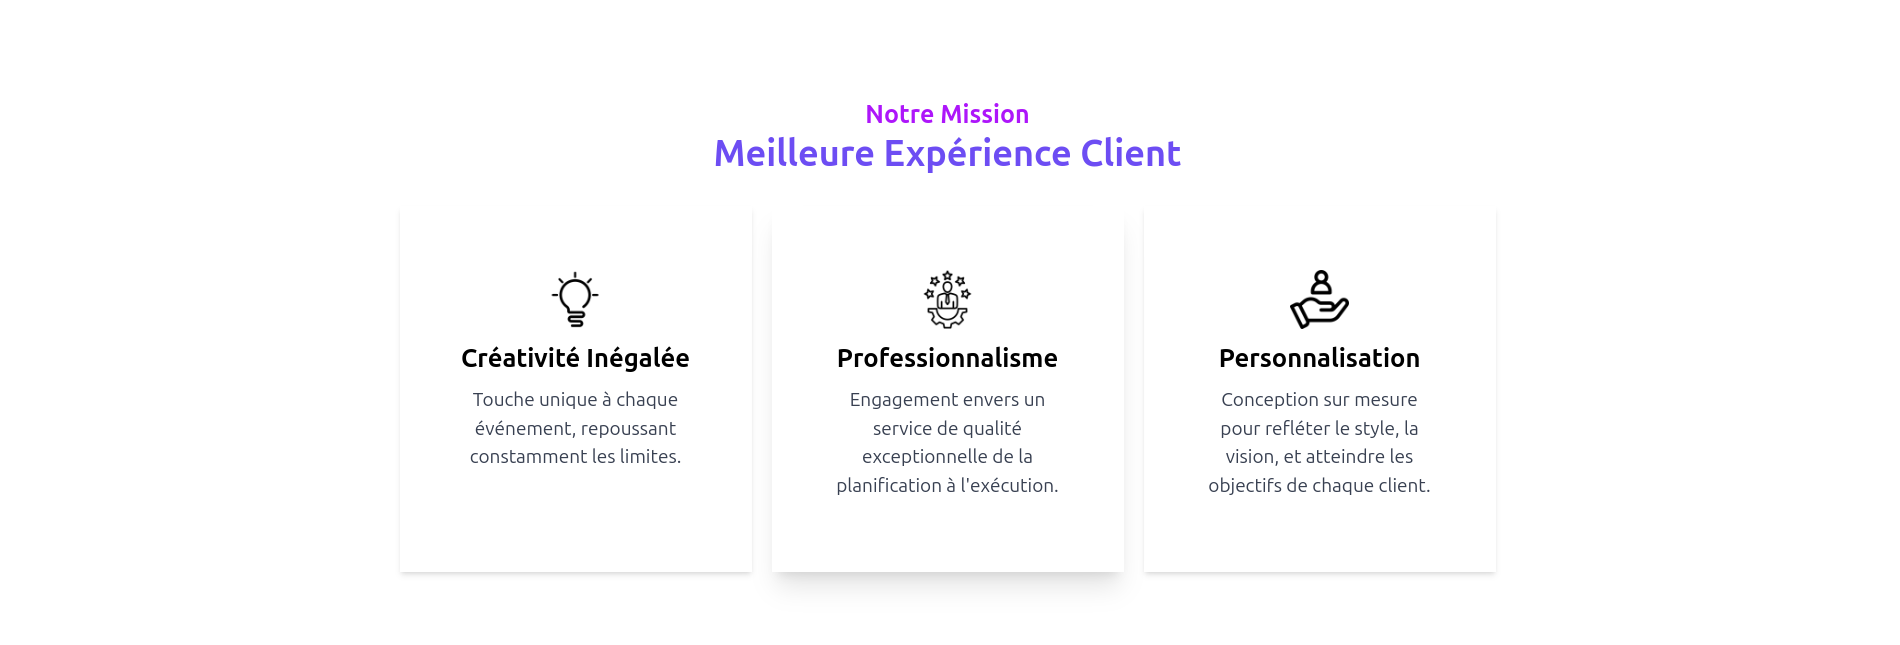 Notre Mission
Meilleure Expérience Client
Créativité Inégalée
Touche unique à chaque
événement, repoussant
constamment les limites.
Professionnalisme
Engagement envers un
service de qualité
exceptionnelle de la
planification à l'exécution.
Personnalisation
Conception sur mesure
pour refléter le style, la
vision, et atteindre les
objectifs de chaque client.